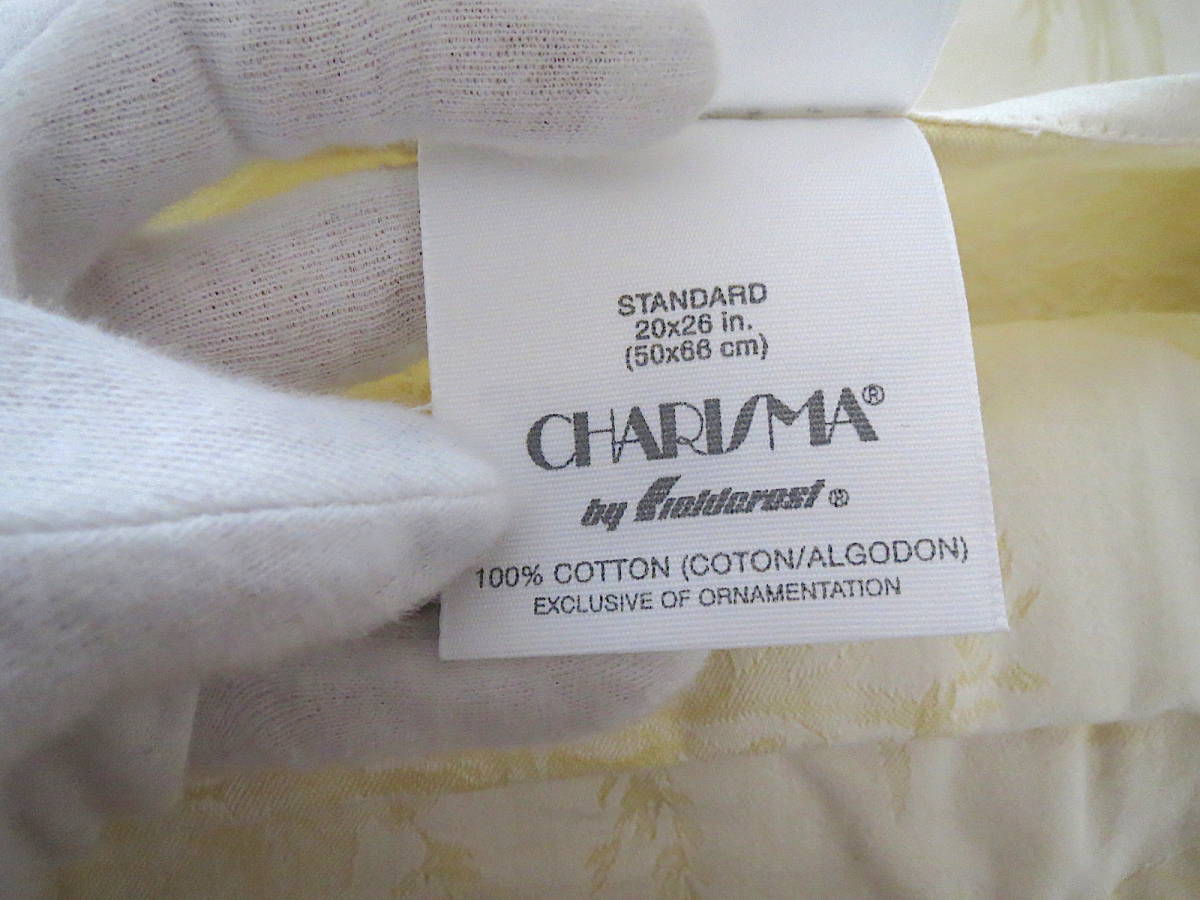 STANDARD
20x26 in.
(50x66 cm)
CHARISMA®
by Fieldcrest ®
100% COTTON (COTON/ALGODON)
EXCLUSIVE OF ORNAMENTATION